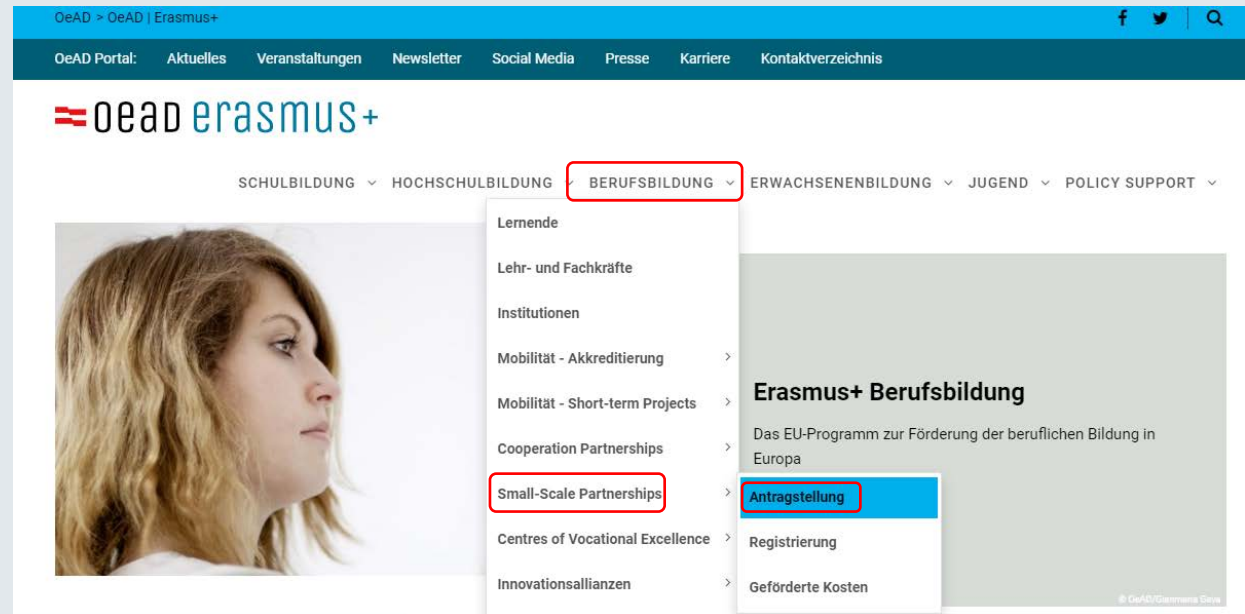 OeAD > OeAD | Erasmus+
OeAD Portal: Aktuelles Veranstaltungen Newsletter Social Media Presse Karriere Kontaktverzeichnis
oead erasmus+
SCHULBILDUNG HOCHSCHULBILDUNG BERUFSBILDUNG ERWACHSENENBILDUNG JUGEND POLICY SUPPORT
Lernende
Lehr- und Fachkräfte
Institutionen
Mobilität - Akkreditierung
Mobilität - Short-term Projects
Cooperation Partnerships
Small-Scale Partnerships
Centres of Vocational Excellence
Innovationsallianzen
Erasmus+ Berufsbildung
Das EU-Programm zur Förderung der beruflichen Bildung in
Europa
Antragstellung
Registrierung
Geförderte Kosten